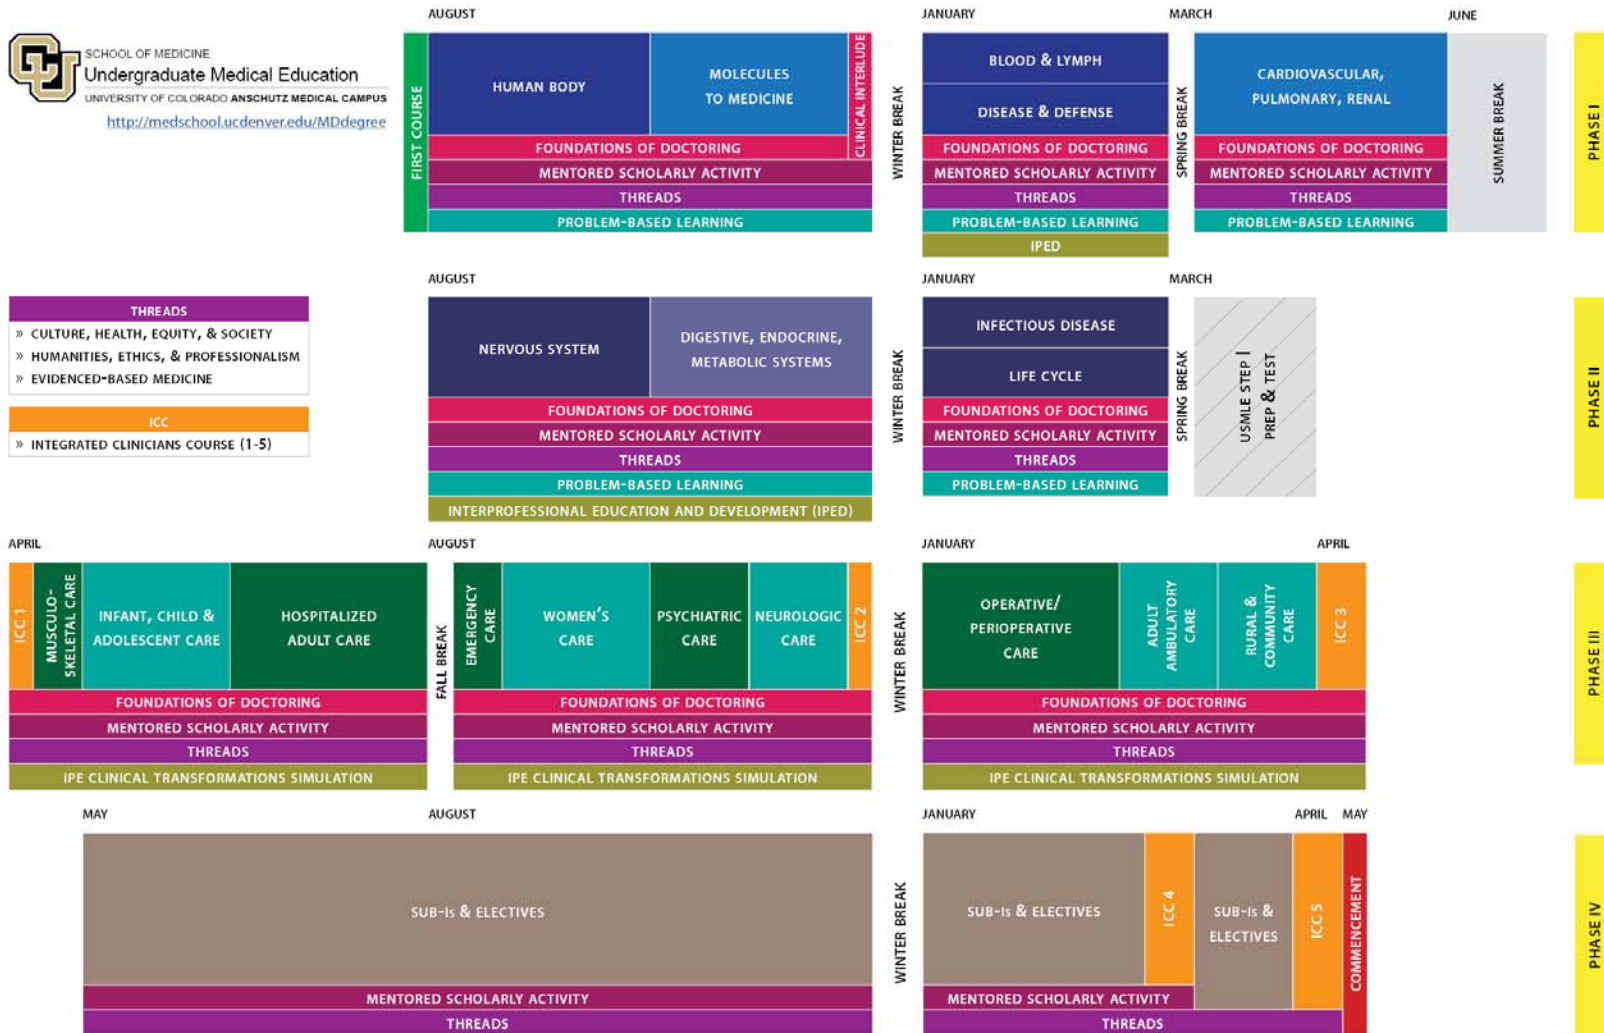 SCHOOL OF MEDICINE
Undergraduate Medical Education
UNIVERSITY OF COLORADO ANSCHUTZ MEDICAL CAMPUS
http://medschool.ucdenver.edu/MDdegree
AUGUST
JANUARY
MARCH
JUNE
FIRST COURSE
HUMAN BODY
MOLECULES
TO MEDICINE
CLINICAL INTERLUDE
FOUNDATIONS OF DOCTORING
MENTORED SCHOLARLY ACTIVITY
THREADS
PROBLEM-BASED LEARNING
WINTER BREAK
BLOOD & LYMPH
DISEASE & DEFENSE
FOUNDATIONS OF DOCTORING
MENTORED SCHOLARLY ACTIVITY
THREADS
PROBLEM-BASED LEARNING
IPED
SPRING BREAK
CARDIOVASCULAR,
PULMONARY, RENAL
FOUNDATIONS OF DOCTORING
MENTORED SCHOLARLY ACTIVITY
THREADS
PROBLEM-BASED LEARNING
SUMMER BREAK
PHASE I
THREADS
» CULTURE, HEALTH, EQUITY, & SOCIETY
» HUMANITIES, ETHICS, & PROFESSIONALISM
» EVIDENCED-BASED MEDICINE
ICC
» INTEGRATED CLINICIANS COURSE (1-5)
AUGUST
JANUARY
MARCH
NERVOUS SYSTEM
DIGESTIVE, ENDOCRINE,
METABOLIC SYSTEMS
FOUNDATIONS OF DOCTORING
MENTORED SCHOLARLY ACTIVITY
THREADS
PROBLEM-BASED LEARNING
INTERPROFESSIONAL EDUCATION AND DEVELOPMENT (IPED)
WINTER BREAK
INFECTIOUS DISEASE
LIFE CYCLE
FOUNDATIONS OF DOCTORING
MENTORED SCHOLARLY ACTIVITY
THREADS
PROBLEM-BASED LEARNING
SPRING BREAK
USMLE STEP I
PREP & TEST
PHASE II
APRIL
AUGUST
JANUARY
APRIL
ICC 1
MUSCULO-
SKELETAL CARE
INFANT, CHILD &
ADOLESCENT CARE
HOSPITALIZED
ADULT CARE
FOUNDATIONS OF DOCTORING
MENTORED SCHOLARLY ACTIVITY
THREADS
IPE CLINICAL TRANSFORMATIONS SIMULATION
FALL BREAK
EMERGENCY
CARE
WOMEN'S
CARE
PSYCHIATRIC
CARE
NEUROLOGIC
CARE
ICC 2
FOUNDATIONS OF DOCTORING
MENTORED SCHOLARLY ACTIVITY
THREADS
IPE CLINICAL TRANSFORMATIONS SIMULATION
WINTER BREAK
OPERATIVE/
PERIOPERATIVE
CARE
ADULT
AMBULATORY
CARE
RURAL &
COMMUNITY
CARE
ICC 3
FOUNDATIONS OF DOCTORING
MENTORED SCHOLARLY ACTIVITY
THREADS
IPE CLINICAL TRANSFORMATIONS SIMULATION
PHASE III
MAY
AUGUST
JANUARY
APRIL
MAY
SUB-Is & ELECTIVES
MENTORED SCHOLARLY ACTIVITY
THREADS
WINTER BREAK
SUB-Is & ELECTIVES
ICC 4
SUB-Is &
ELECTIVES
ICC 5
MENTORED SCHOLARLY ACTIVITY
THREADS
COMMENCEMENT
PHASE IV